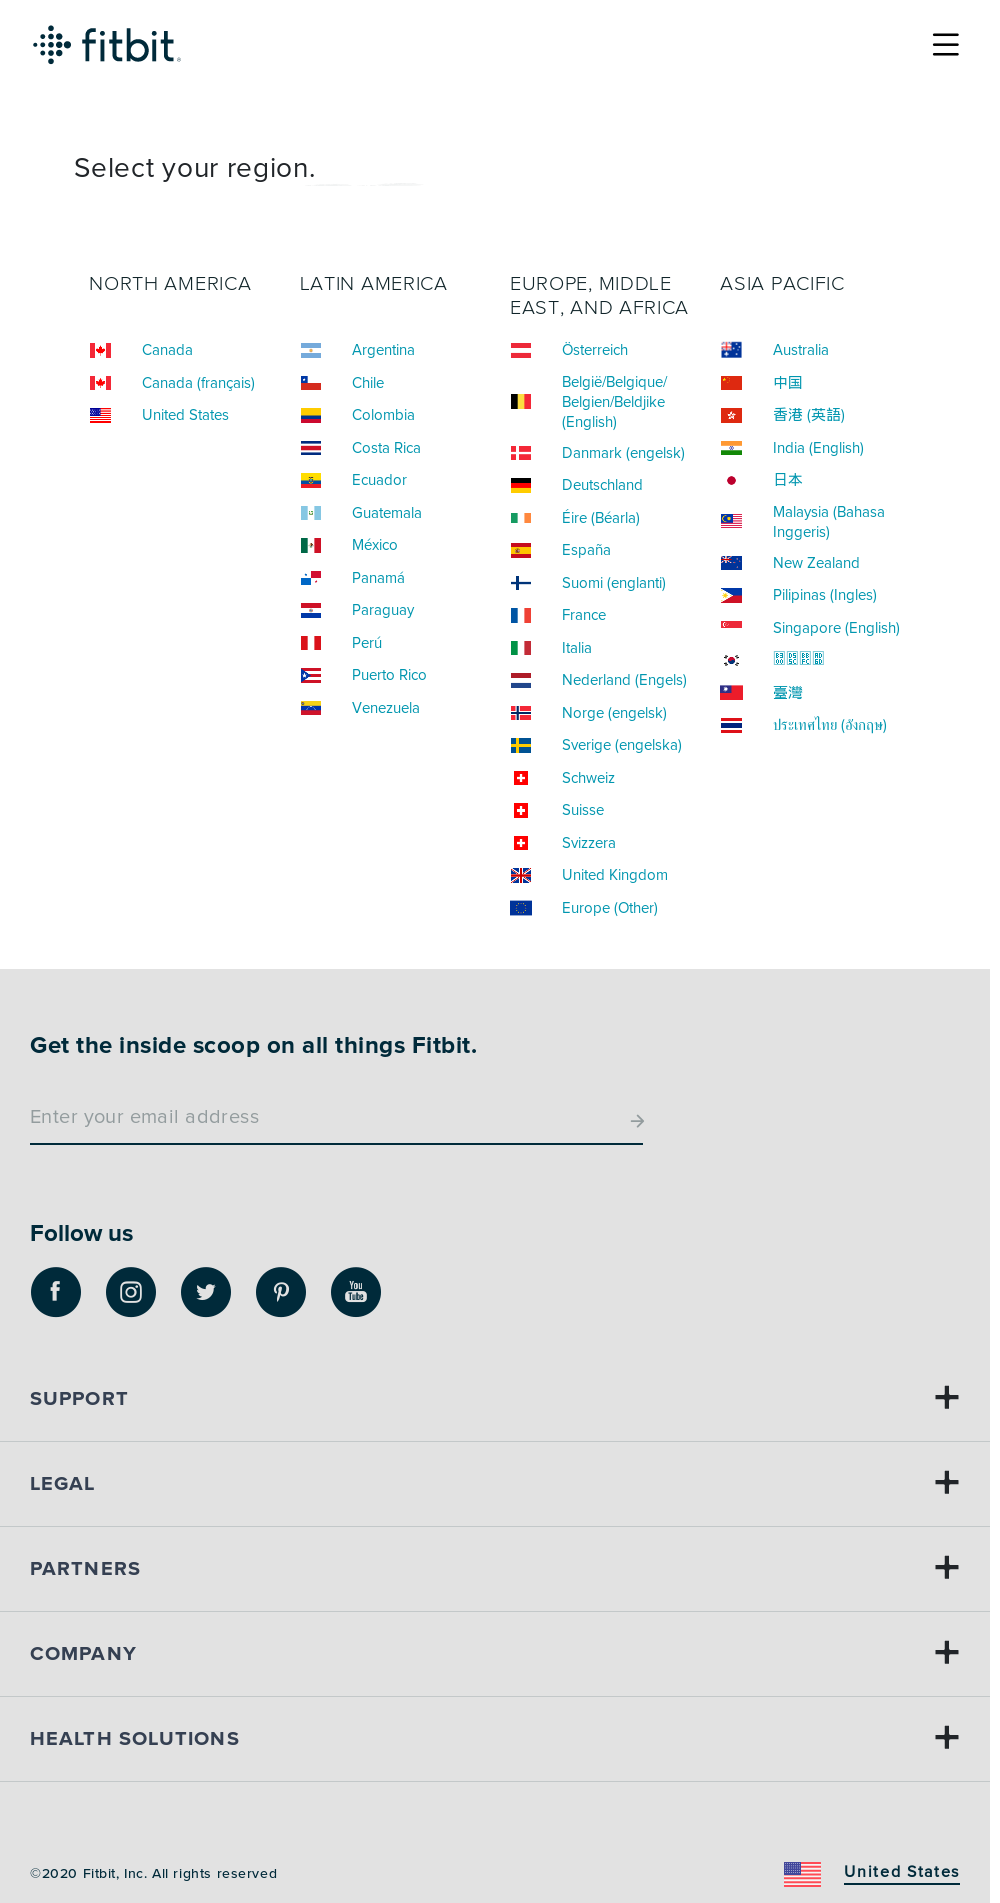 fitbit
Select your region.
NORTH AMERICA
Canada
Canada (français)
United States
LATIN AMERICA
Argentina
Chile
Colombia
Costa Rica
Ecuador
Guatemala
México
Panamá
Paraguay
Perú
Puerto Rico
Venezuela
EUROPE, MIDDLE
EAST, AND AFRICA
Österreich
België/Belgique/
Belgien/Beldjike
(English)
Danmark (engelsk)
Deutschland
Éire (Béarla)
España
Suomi (englanti)
France
Italia
Nederland (Engels)
Norge (engelsk)
Sverige (engelska)
Schweiz
Suisse
Svizzera
United Kingdom
Europe (Other)
ASIA PACIFIC
Australia
中国
香港 (英語)
India (English)
日本
Malaysia (Bahasa
Inggeris)
New Zealand
Pilipinas (Ingles)
Singapore (English)
臺灣
ประเทศไทย (อังกฤษ)
Get the inside scoop on all things Fitbit.
Enter your email address
Follow us
You
Tube
SUPPORT
LEGAL
PARTNERS
COMPANY
HEALTH SOLUTIONS
©2020 Fitbit, Inc. All rights reserved
United States